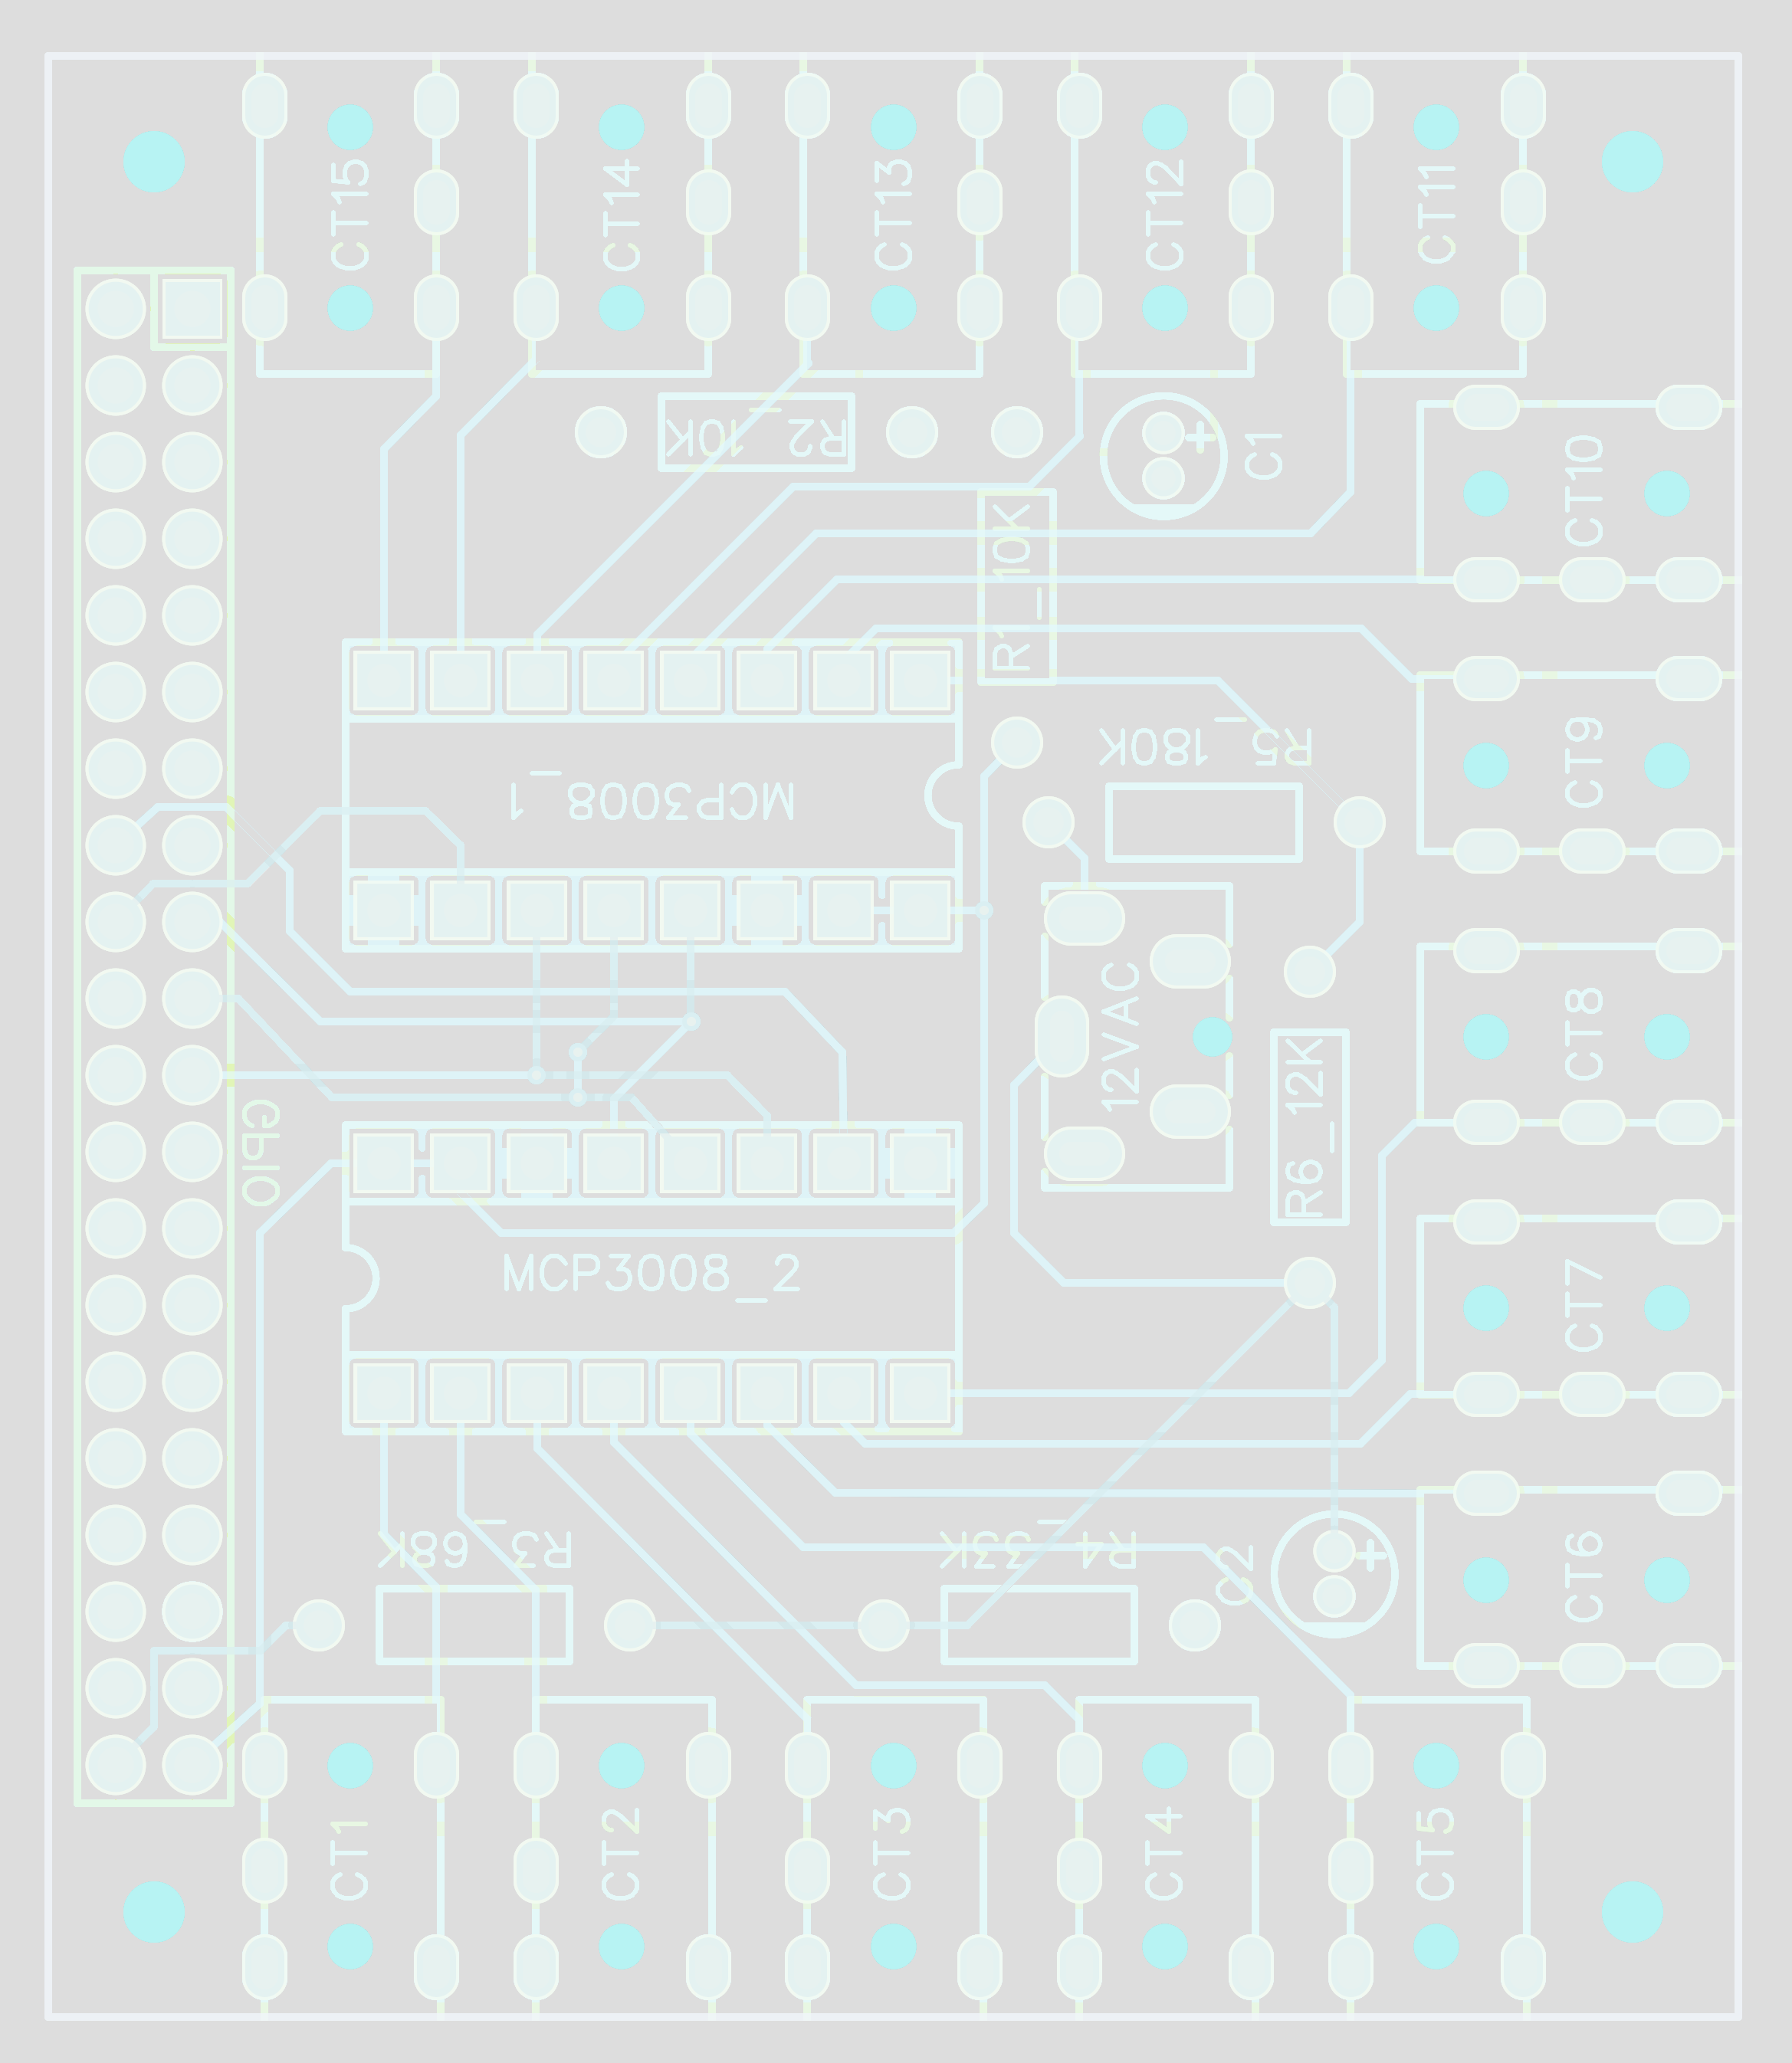 CT15
CT14
CT13
CT12
CT11
R2_10K
C1
CT10
R1_10K
R5_180K
CT9
MCP3008_1
12VAC
CT8
GPIO
R6_12K
MCP3008_2
CT7
R3_68K
R4_33K
C2
CT6
CT1
CT2
CT3
CT4
CT5